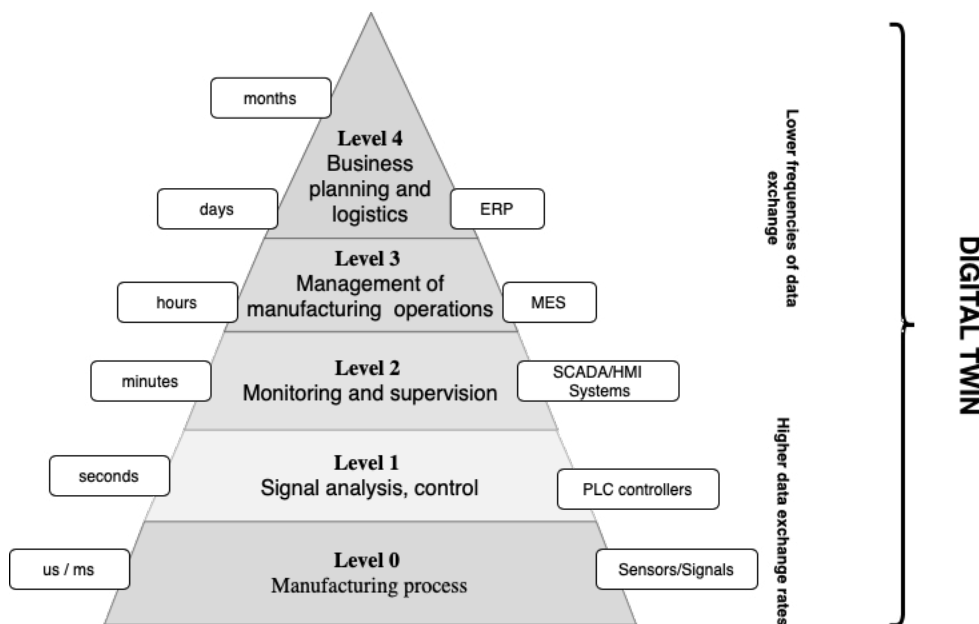 months
Level 4
Business
planning and
logistics
days
ERP
Level 3
Management of
manufacturing operations
hours
MES
Level 2
Monitoring and supervision
minutes
SCADA/HMI
Systems
Level 1
Signal analysis, control
seconds
PLC controllers
Level 0
Manufacturing process
us / ms
Sensors/Signals
Lower frequencies of data
exchange
Higher data exchange rates
DIGITAL TWIN